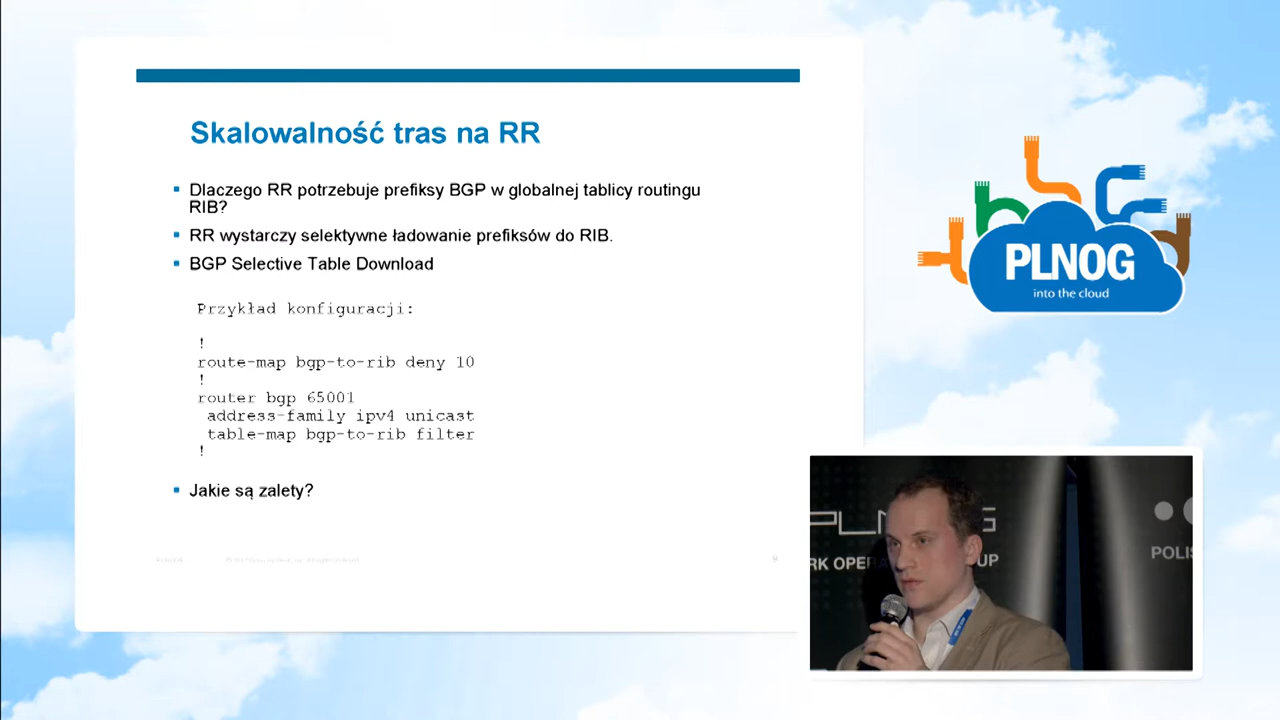 Skalowalność tras na RR
Dlaczego RR potrzebuje prefiksy BGP w globalnej tablicy routingu
RIB?
RR wystarczy selektywne ładowanie prefiksów do RIB.
BGP Selective Table Download
Przykład konfiguracji:
!
route-map bgp-to-rib deny 10
!
router bgp 65001
address-family ipv4 unicast
table-map bgp-to-rib filter
!
Jakie są zalety?
PLNOG
into the cloud
PLNOG
RK OPER UP
POLIS